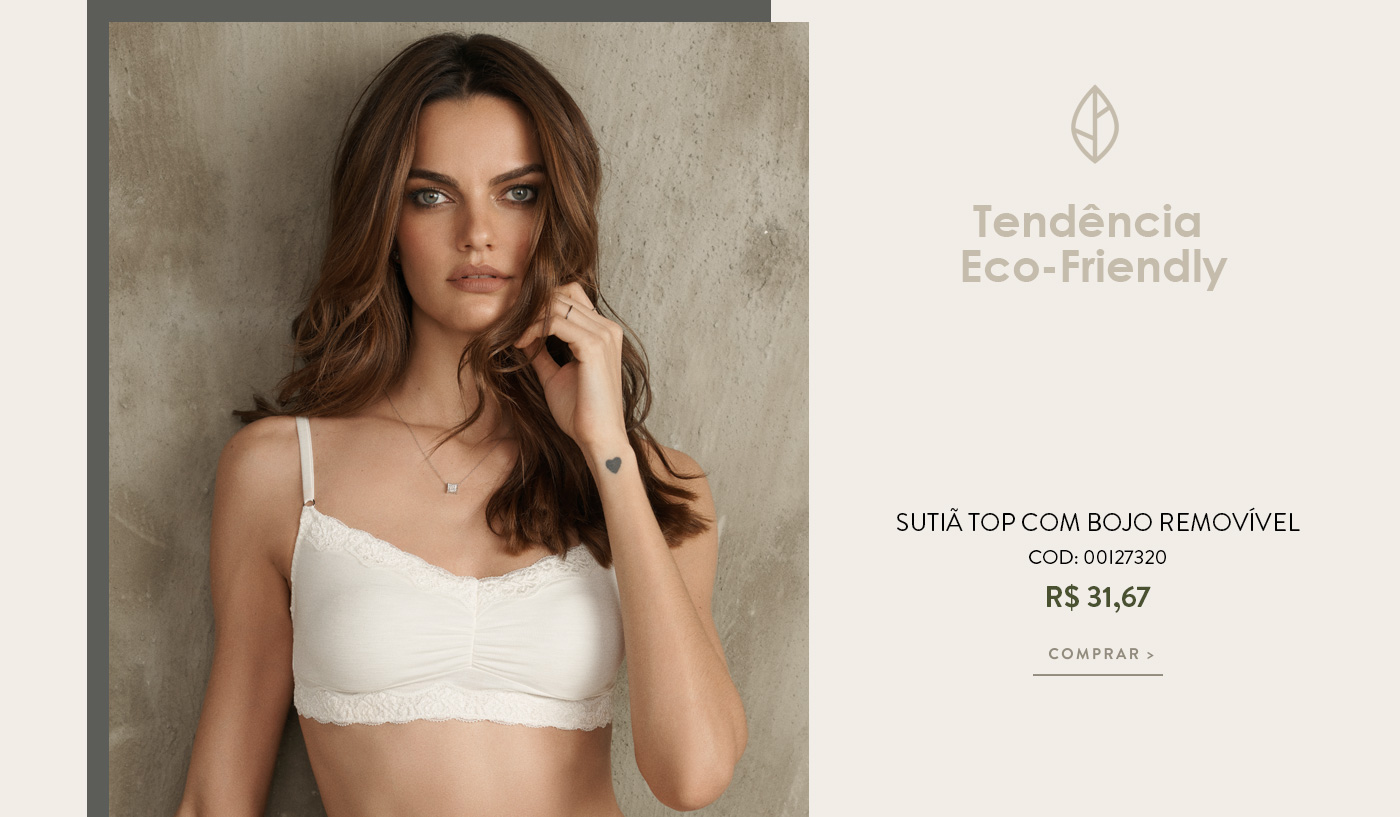 Tendência
Eco-Friendly
SUTIÃ TOP COM BOJO REMOVÍVEL
COD: 00127320
R$ 31,67
COMPRAR >